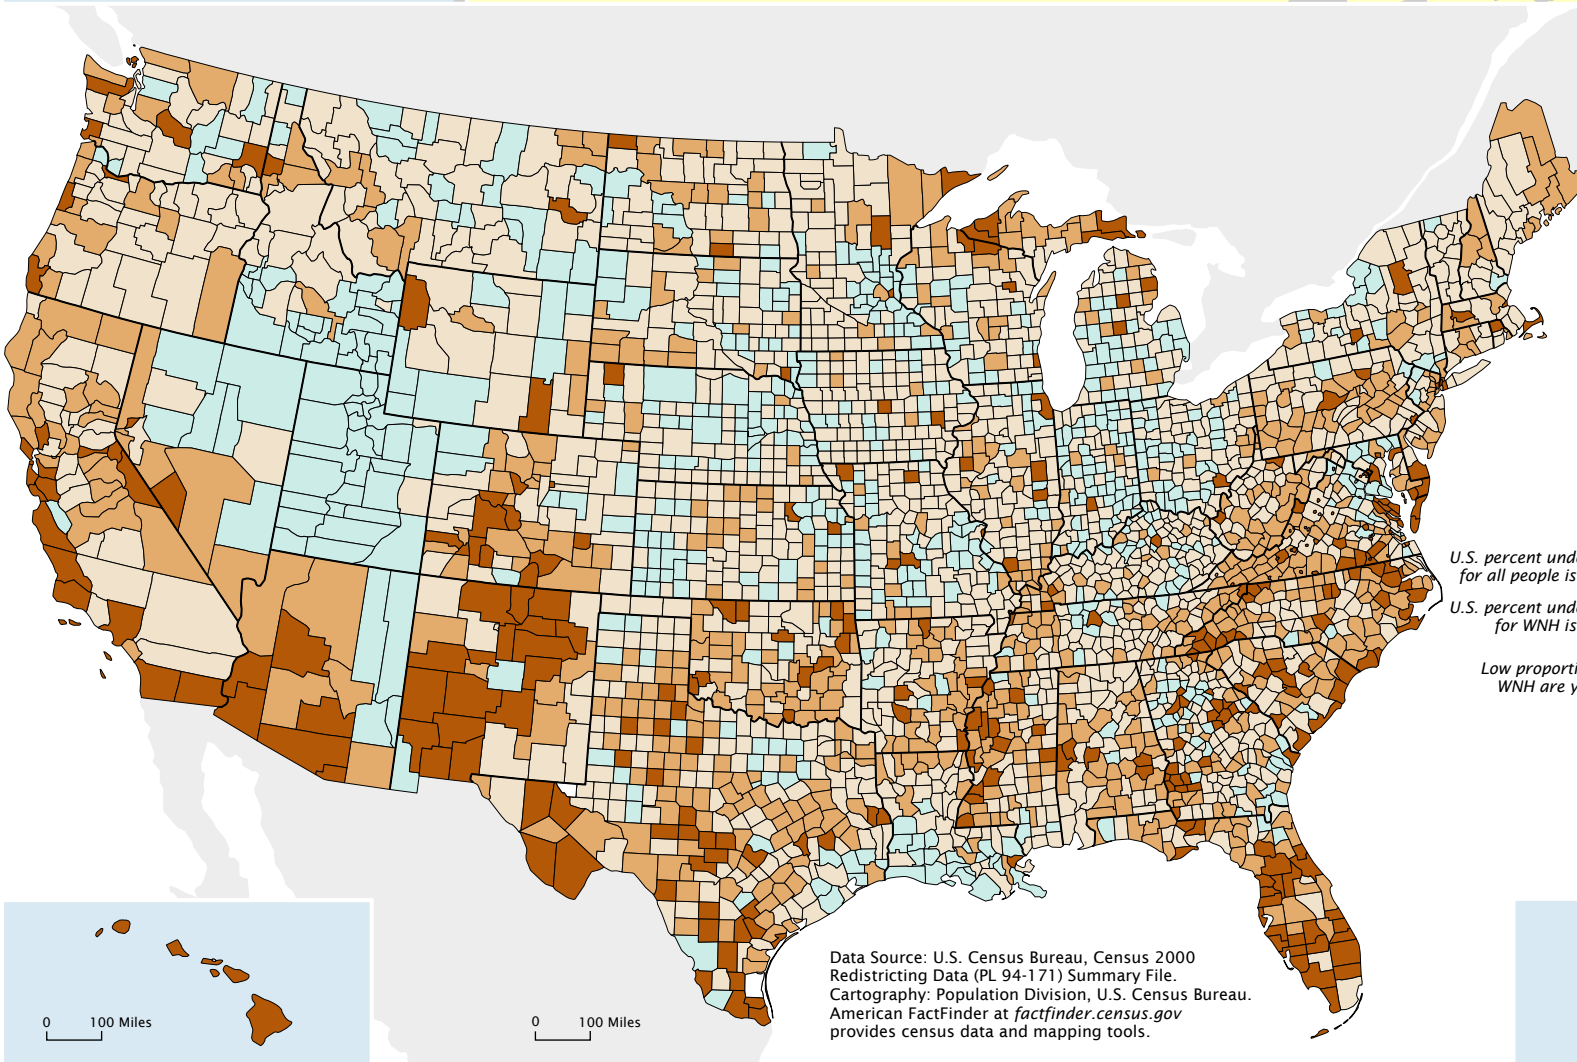 U.S. percent und
for all people is
U.S. percent und
for WNH is
Low proporti
WNH are y
Data Source: U.S. Census Bureau, Census 2000
Redistricting Data (PL 94-171) Summary File.
Cartography: Population Division, U.S. Census Bureau.
American FactFinder at factfinder.census.gov
provides census data and mapping tools.
0 100 Miles
0 100 Miles